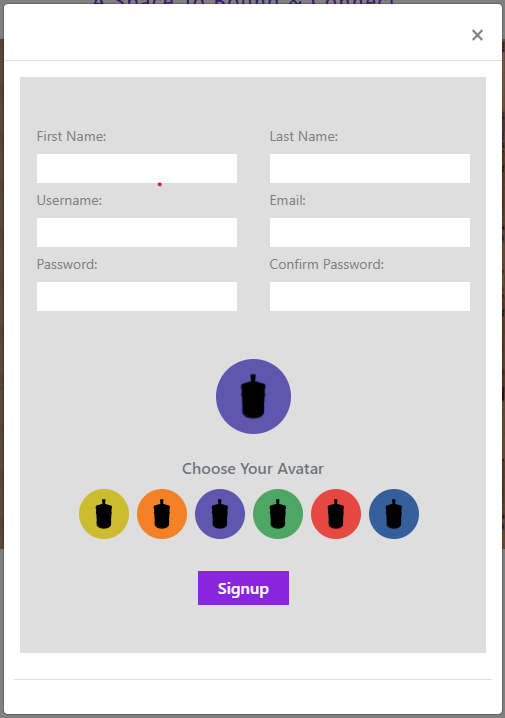 A Space To Bound & Connect
×
First Name:
Last Name:
Username:
Email:
Password:
Confirm Password:
Choose Your Avatar
Signup